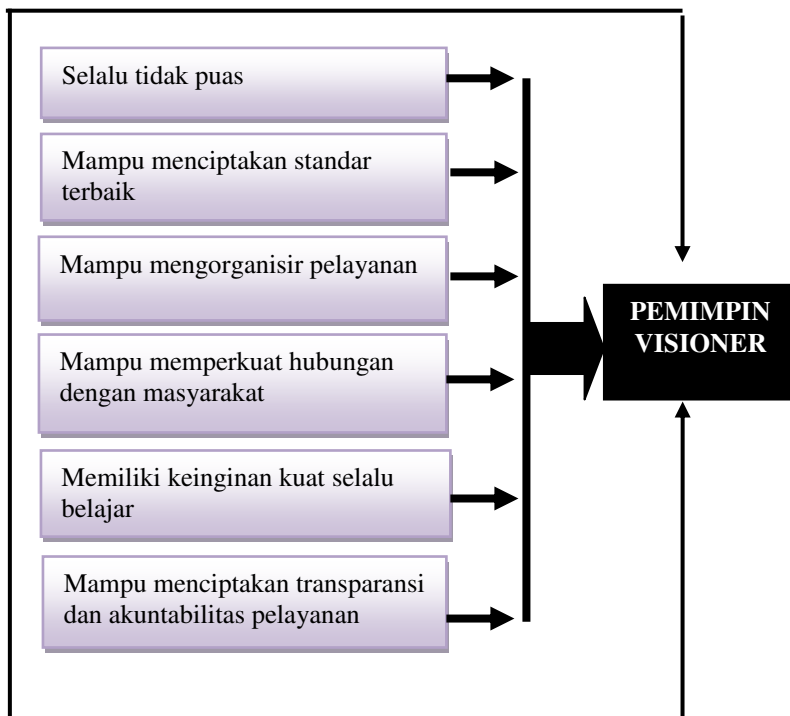 Selalu tidak puas
Mampu menciptakan standar
terbaik
Mampu mengorganisir pelayanan
Mampu memperkuat hubungan
dengan masyarakat
Memiliki keinginan kuat selalu
belajar
Mampu menciptakan transparansi
dan akuntabilitas pelayanan
PEMIMPIN
VISIONER